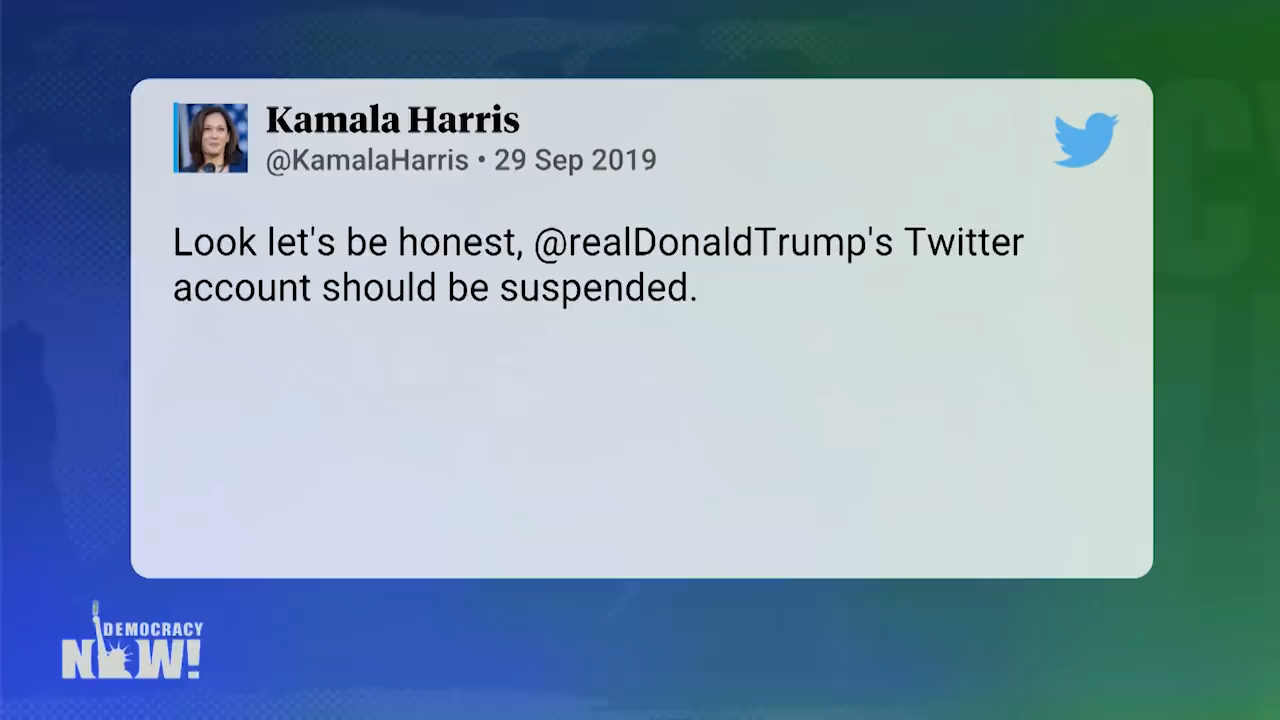 Kamala Harris
@KamalaHarris • 29 Sep 2019
Look let's be honest, @realDonaldTrump's Twitter
account should be suspended.
DEMOCRACY
NOW!